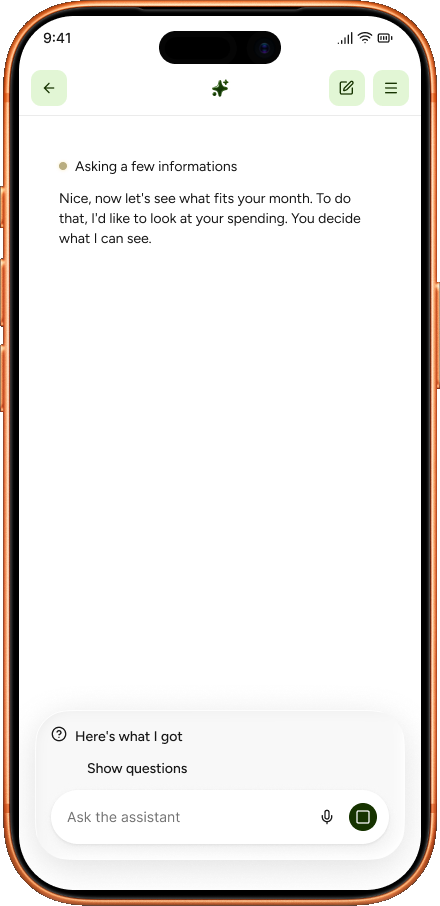 9:41
Asking a few informations
Nice, now let's see what fits your month. To do
that, I'd like to look at your spending. You decide
what I can see.
Here's what I got
Show questions
Ask the assistant